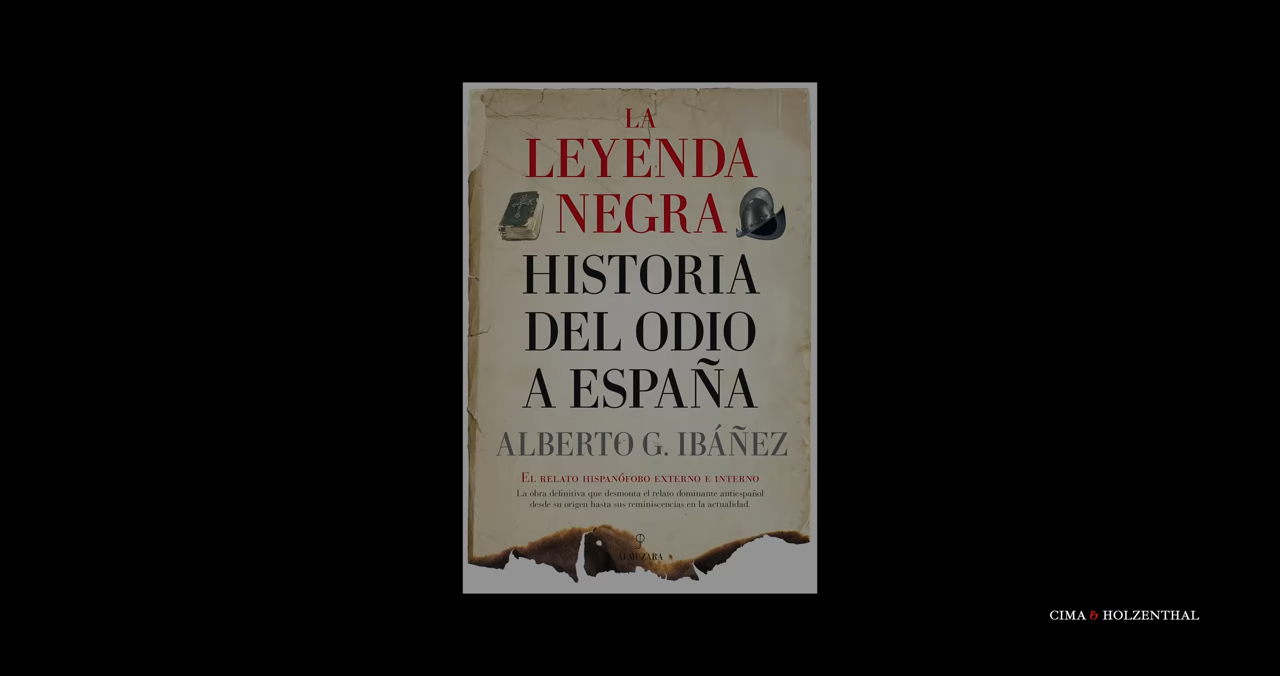 LA
LEYENDA
NEGRA
HISTORIA
DEL ODIO
A ESPAÑA
ALBERTO G. IBÁÑEZ
EL RELATO HISPANÓFOBO EXTERNO E INTERNO
La obra definitiva que desmonta el relato dominante antiespañol
desde su origen hasta sus reminiscencias en la actualidad.
ALMUZARA
CIMA & HOLZENTHAL